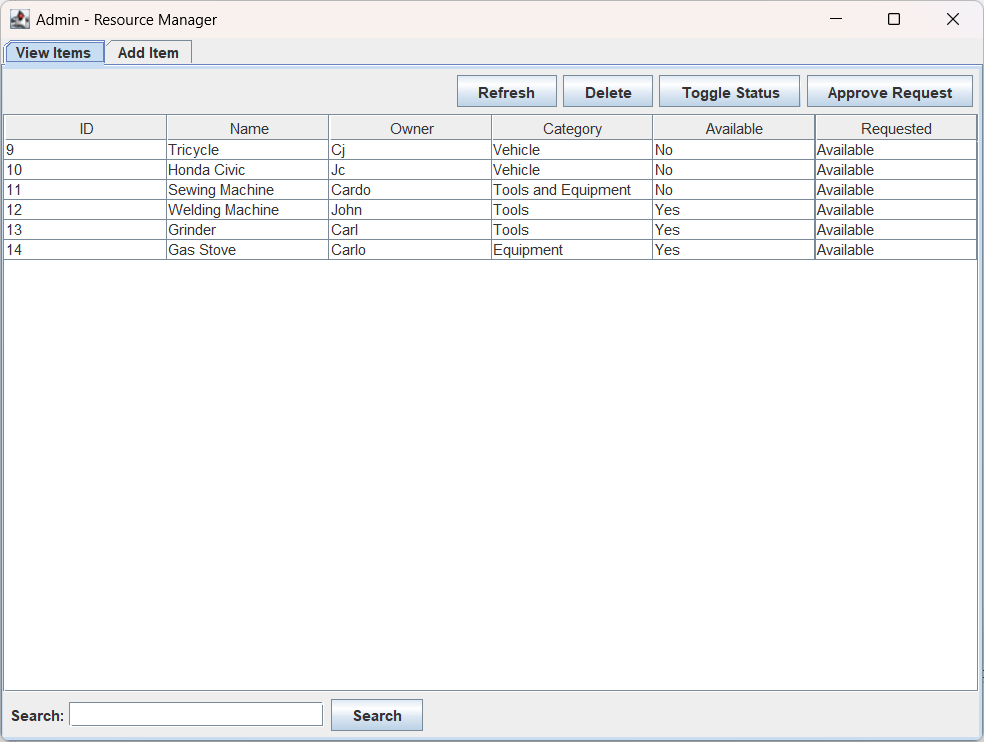 Admin - Resource Manager
View Items Add Item
Refresh Delete Toggle Status Approve Request
ID Name Owner Category Available Requested
9 Tricycle Cj Vehicle No Available
10 Honda Civic Jc Vehicle No Available
11 Sewing Machine Cardo Tools and Equipment No Available
12 Welding Machine John Tools Yes Available
13 Grinder Carl Tools Yes Available
14 Gas Stove Carlo Equipment Yes Available
Search: Search